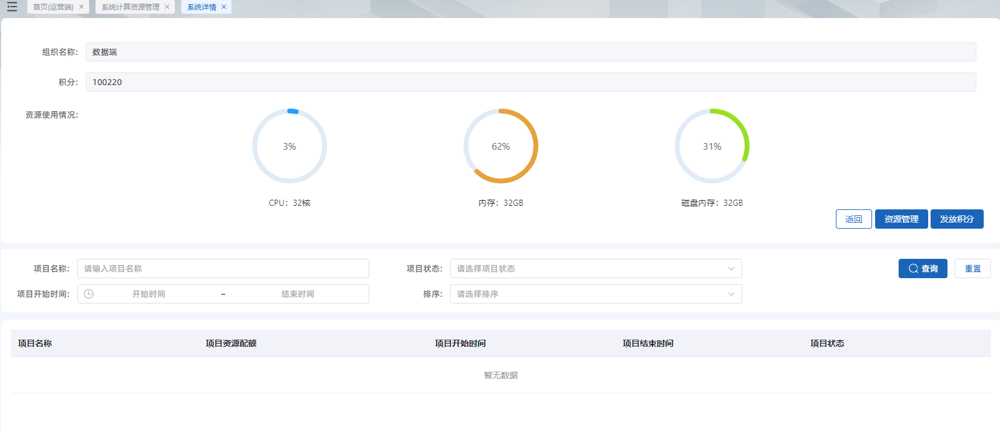 首页(运营端) × 系统计算资源管理 × 系统详情 ×
组织名称： 数据端
积分： 100220
资源使用情况：
3% 62% 31%
CPU：32核 内存：32GB 磁盘内存：32GB
返回 资源管理 发放积分
项目名称： 请输入项目名称 项目状态： 请选择项目状态 查询 重置
项目开始时间： 开始时间 ~ 结束时间 排序： 请选择排序
项目名称 项目资源配额 项目开始时间 项目结束时间 项目状态
暂无数据